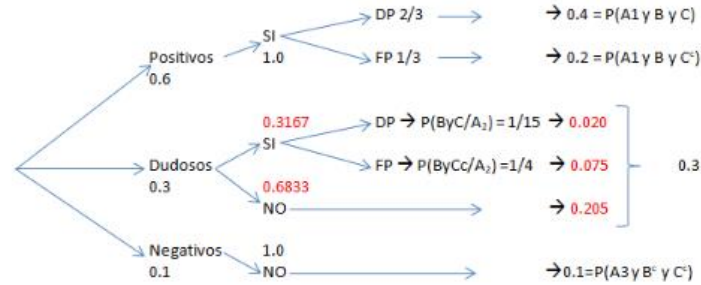 SI DP 2/3 → 0.4 = P(A1 y B y C)
Positivos 1.0 FP 1/3 → 0.2 = P(A1 y B y Cᶜ)
0.6
0.3167 DP → P(ByC/A₂) = 1/15 → 0.020
SI
Dudosos FP → P(ByCc/A₂)=1/4 → 0.075 0.3
0.3 0.6833
NO → 0.205
Negativos 1.0
0.1 NO →0.1=P(A3 y Bᶜ y Cᶜ)